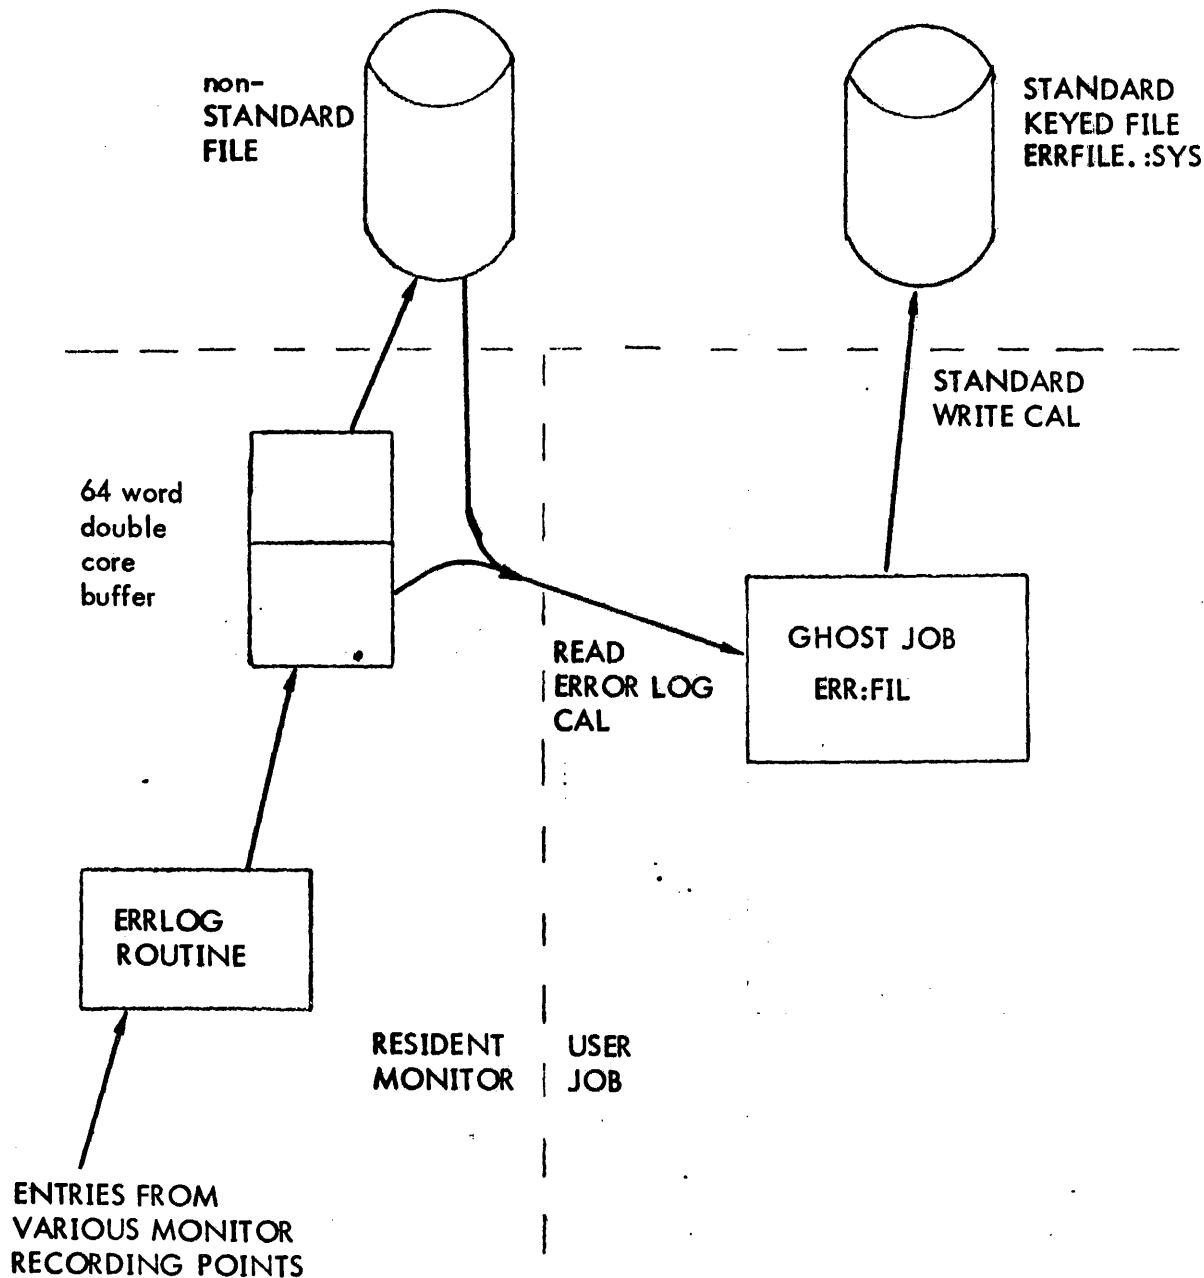 non-
STANDARD
FILE
STANDARD
KEYED FILE
ERRFILE. :SYS
STANDARD
WRITE CAL
64 word
double
core
buffer
READ
ERROR LOG
CAL
GHOST JOB
ERR:FIL
ERRLOG
ROUTINE
RESIDENT
MONITOR
USER
JOB
ENTRIES FROM
VARIOUS MONITOR
RECORDING POINTS